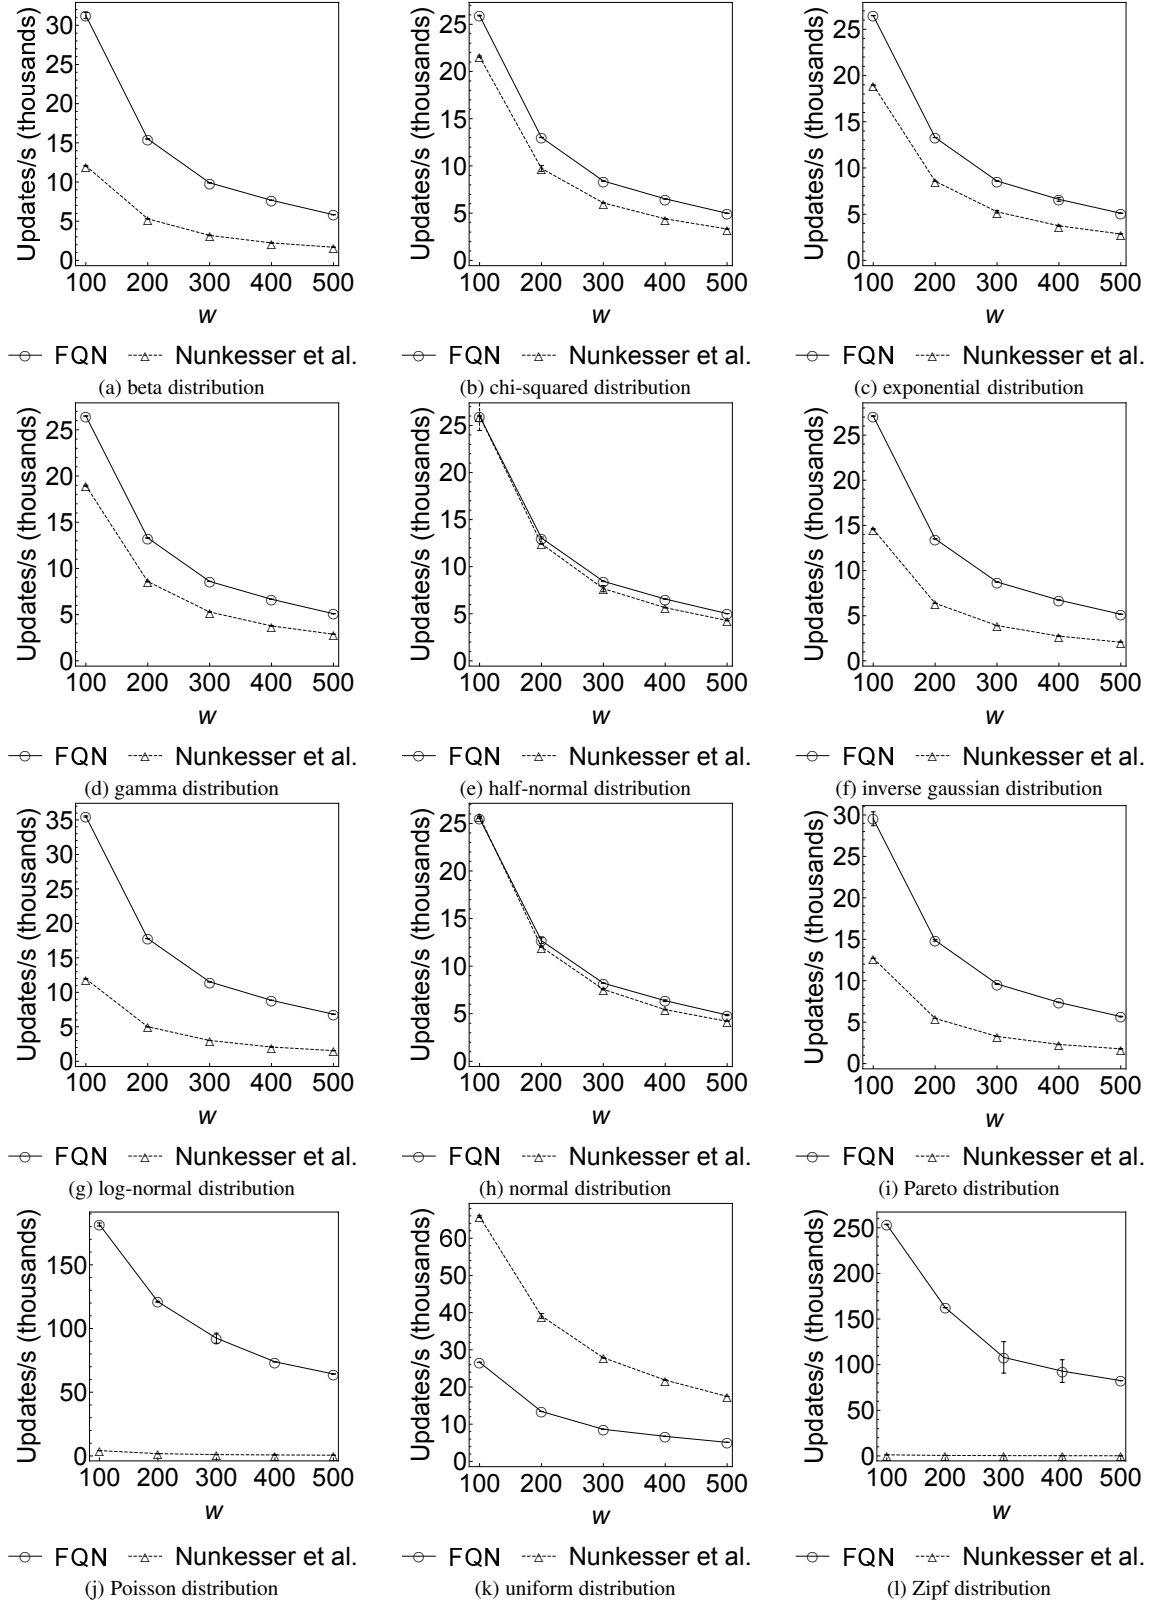 Updates/s (thousands)
30
25
20
15
10
5
0
100 200 300 400 500
w
FQN Nunkesser et al.
(a) beta distribution
Updates/s (thousands)
25
20
15
10
5
0
100 200 300 400 500
w
FQN Nunkesser et al.
(b) chi-squared distribution
Updates/s (thousands)
25
20
15
10
5
0
100 200 300 400 500
w
FQN Nunkesser et al.
(c) exponential distribution
Updates/s (thousands)
25
20
15
10
5
0
100 200 300 400 500
w
FQN Nunkesser et al.
(d) gamma distribution
Updates/s (thousands)
25
20
15
10
5
0
100 200 300 400 500
w
FQN Nunkesser et al.
(e) half-normal distribution
Updates/s (thousands)
25
20
15
10
5
0
100 200 300 400 500
w
FQN Nunkesser et al.
(f) inverse gaussian distribution
Updates/s (thousands)
35
30
25
20
15
10
5
0
100 200 300 400 500
w
FQN Nunkesser et al.
(g) log-normal distribution
Updates/s (thousands)
25
20
15
10
5
0
100 200 300 400 500
w
FQN Nunkesser et al.
(h) normal distribution
Updates/s (thousands)
30
25
20
15
10
5
0
100 200 300 400 500
w
FQN Nunkesser et al.
(i) Pareto distribution
Updates/s (thousands)
150
100
50
0
100 200 300 400 500
w
FQN Nunkesser et al.
(j) Poisson distribution
Updates/s (thousands)
60
50
40
30
20
10
0
100 200 300 400 500
w
FQN Nunkesser et al.
(k) uniform distribution
Updates/s (thousands)
250
200
150
100
50
0
100 200 300 400 500
w
FQN Nunkesser et al.
(l) Zipf distribution